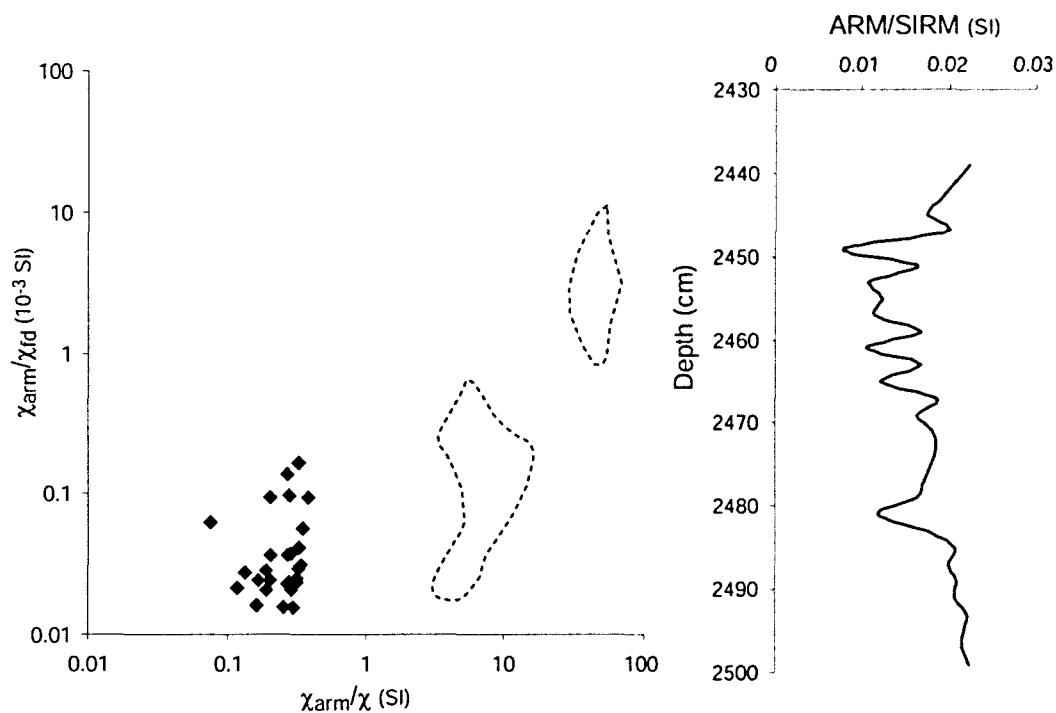 100
10
1
0.1
0.01
χarm/χfd (10-3 SI)
0.01 0.1 1 10 100
χarm/χ (SI)
ARM/SIRM (SI)
0 0.01 0.02 0.03
2430
2440
2450
2460
2470
2480
2490
2500
Depth (cm)